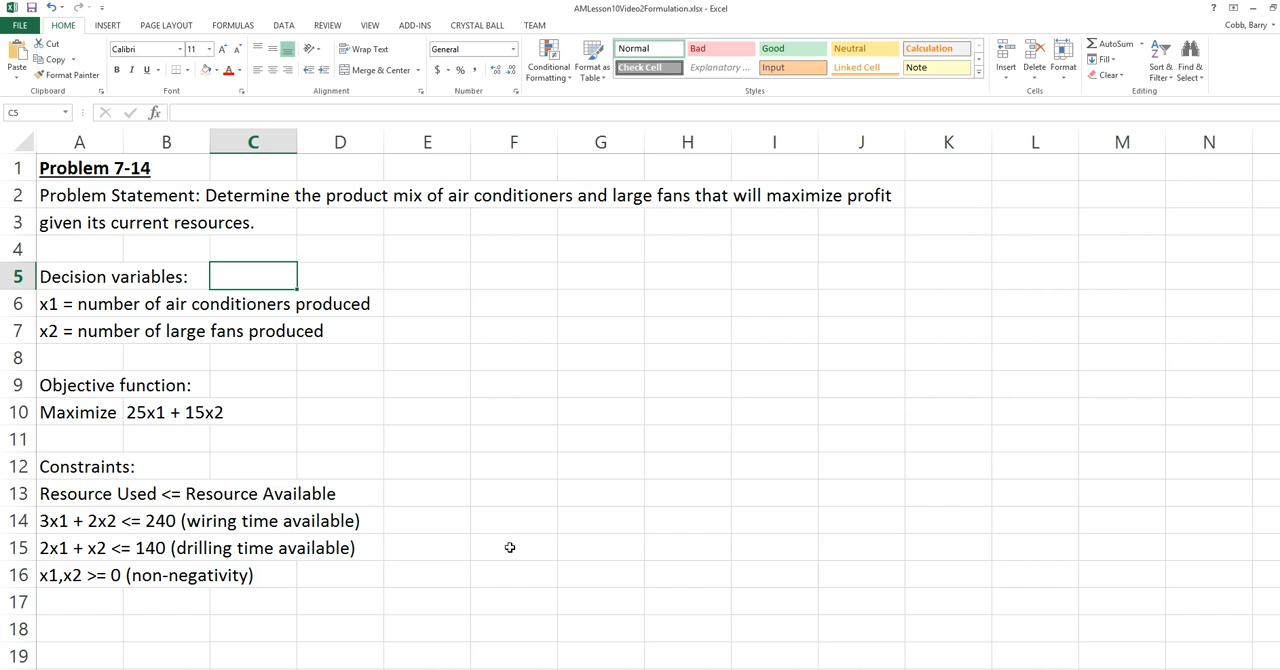 AMLesson10Video2Formulation.xlsx - Excel
FILE HOME INSERT PAGE LAYOUT FORMULAS DATA REVIEW VIEW ADD-INS CRYSTAL BALL TEAM
Cobb, Barry
Paste
Cut
Copy
Format Painter
Clipboard
Calibri 11
B I U
Font
Wrap Text
Merge & Center
Alignment
General
$ % ,
Number
Conditional Formatting
Format as Table
Normal Bad Good Neutral Calculation
Check Cell Explanatory ... Input Linked Cell Note
Styles
Insert Delete Format
Cells
AutoSum
Fill
Clear
Sort & Filter
Find & Select
Editing
C5
fx
A B C D E F G H I J K L M N
1 Problem 7-14
2 Problem Statement: Determine the product mix of air conditioners and large fans that will maximize profit
3 given its current resources.
4
5 Decision variables:
6 x1 = number of air conditioners produced
7 x2 = number of large fans produced
8
9 Objective function:
10 Maximize 25x1 + 15x2
11
12 Constraints:
13 Resource Used <= Resource Available
14 3x1 + 2x2 <= 240 (wiring time available)
15 2x1 + x2 <= 140 (drilling time available)
16 x1,x2 >= 0 (non-negativity)
17
18
19